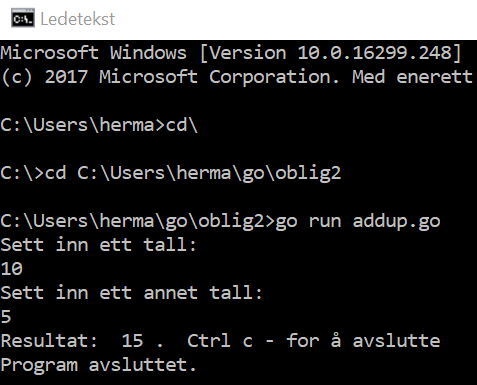 Ledetekst
Microsoft Windows [Version 10.0.16299.248]
(c) 2017 Microsoft Corporation. Med enerett
C:\Users\herma>cd\
C:\>cd C:\Users\herma\go\oblig2
C:\Users\herma\go\oblig2>go run addup.go
Sett inn ett tall:
10
Sett inn ett annet tall:
5
Resultat:  15 .  Ctrl c - for å avslutte
Program avsluttet.